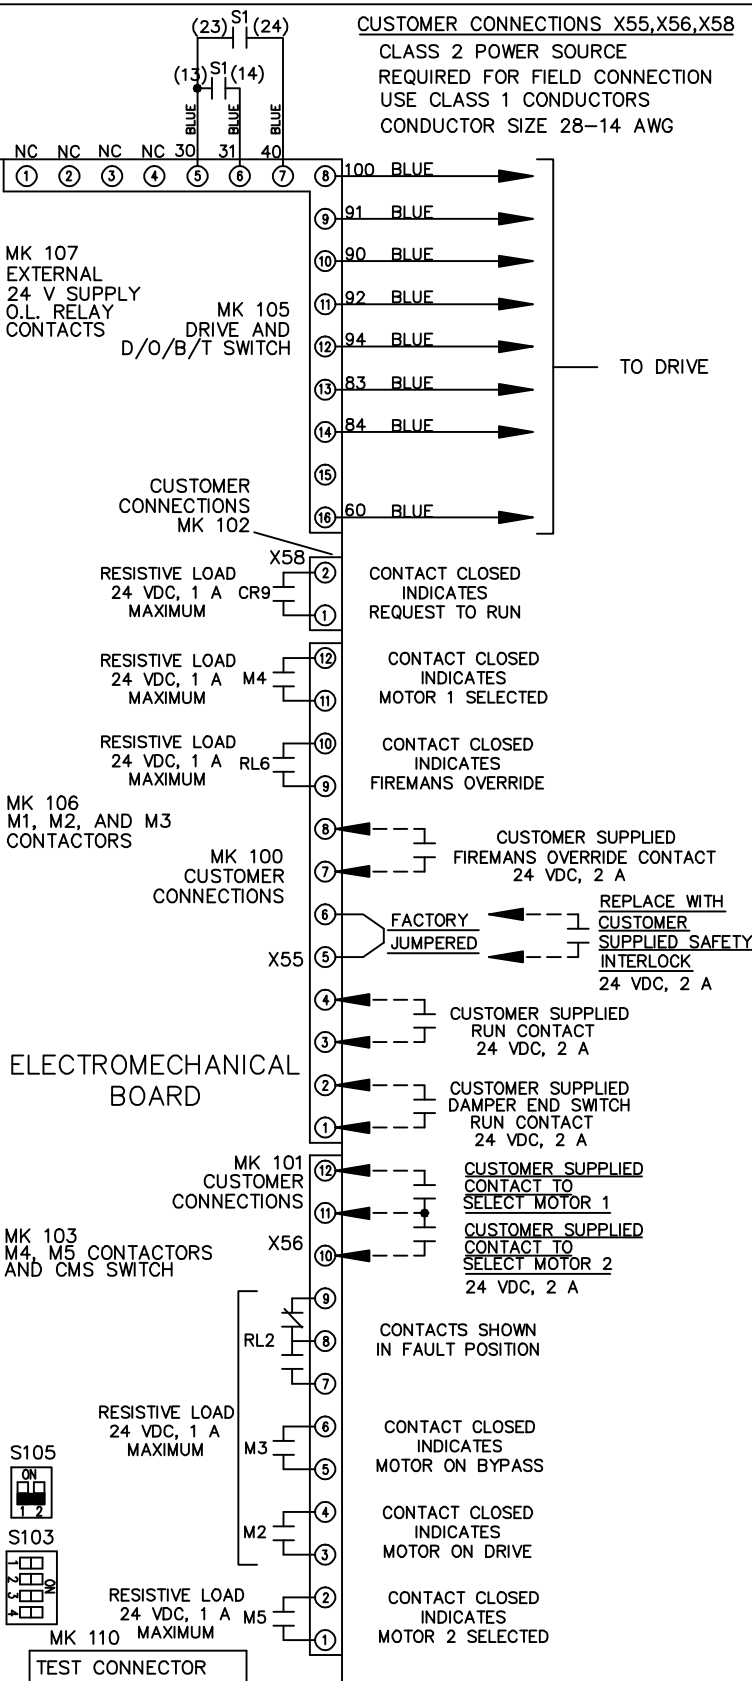 CUSTOMER CONNECTIONS X55,X56,X58
CLASS 2 POWER SOURCE
REQUIRED FOR FIELD CONNECTION
USE CLASS 1 CONDUCTORS
CONDUCTOR SIZE 28-14 AWG
(23) S1 (24)
(13) S1 (14)
BLUE BLUE BLUE
NC NC NC NC 30 31 40
1 2 3 4 5 6 7
8 100 BLUE
9 91 BLUE
10 90 BLUE
11 92 BLUE
12 94 BLUE
13 83 BLUE
14 84 BLUE
15
16 60 BLUE
TO DRIVE
MK 107
EXTERNAL
24 V SUPPLY
O.L. RELAY
CONTACTS
MK 105
DRIVE AND
D/O/B/T SWITCH
CUSTOMER
CONNECTIONS
MK 102
X58
2
1
RESISTIVE LOAD
24 VDC, 1 A
MAXIMUM
CR9
CONTACT CLOSED
INDICATES
REQUEST TO RUN
12
11
RESISTIVE LOAD
24 VDC, 1 A
MAXIMUM
M4
CONTACT CLOSED
INDICATES
MOTOR 1 SELECTED
10
9
RESISTIVE LOAD
24 VDC, 1 A
MAXIMUM
RL6
CONTACT CLOSED
INDICATES
FIREMANS OVERRIDE
MK 106
M1, M2, AND M3
CONTACTORS
MK 100
CUSTOMER
CONNECTIONS
8
7
CUSTOMER SUPPLIED
FIREMANS OVERRIDE CONTACT
24 VDC, 2 A
6
5
X55
FACTORY
JUMPERED
REPLACE WITH
CUSTOMER
SUPPLIED SAFETY
INTERLOCK
24 VDC, 2 A
4
3
CUSTOMER SUPPLIED
RUN CONTACT
24 VDC, 2 A
ELECTROMECHANICAL
BOARD
2
1
CUSTOMER SUPPLIED
DAMPER END SWITCH
RUN CONTACT
24 VDC, 2 A
MK 101
CUSTOMER
CONNECTIONS
X56
12
11
10
CUSTOMER SUPPLIED
CONTACT TO
SELECT MOTOR 1
CUSTOMER SUPPLIED
CONTACT TO
SELECT MOTOR 2
24 VDC, 2 A
MK 103
M4, M5 CONTACTORS
AND CMS SWITCH
9
8
7
RL2
CONTACTS SHOWN
IN FAULT POSITION
RESISTIVE LOAD
24 VDC, 1 A
MAXIMUM
6
5
M3
CONTACT CLOSED
INDICATES
MOTOR ON BYPASS
4
3
M2
CONTACT CLOSED
INDICATES
MOTOR ON DRIVE
2
1
RESISTIVE LOAD
24 VDC, 1 A
MAXIMUM
M5
CONTACT CLOSED
INDICATES
MOTOR 2 SELECTED
S105
ON
1 2
S103
1
2
3
4
ON
MK 110
TEST CONNECTOR